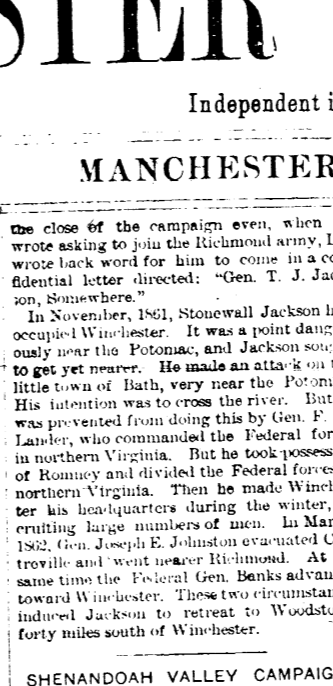 STER
Independent i
MANCHESTER
the close of the campaign even, when
wrote asking to join the Richmond army, L
wrote back word for him to come in a co
fidential letter directed: "Gen. T. J. Jac
son, Somewhere."
In November, 1861, Stonewall Jackson h
occupied Winchester. It was a point dang
ously near the Potomac, and Jackson soug
to get yet nearer. He made an attack on t
little town of Bath, very near the Potom
His intention was to cross the river. But
was prevented from doing this by Gen. F.
Lander, who commanded the Federal for
in northern Virginia. But he took possess
of Romney and divided the Federal forces
northern Virginia. Then he made Winch
ter his headquarters during the winter,
cruiting large numbers of men. In Mar
1862, Gen. Joseph E. Johnston evacuated C
treville and went nearer Richmond. At
same time the Federal Gen. Banks advan
toward Winchester. These two circumstan
induced Jackson to retreat to Woodsto
forty miles south of Winchester.
SHENANDOAH VALLEY CAMPAIG